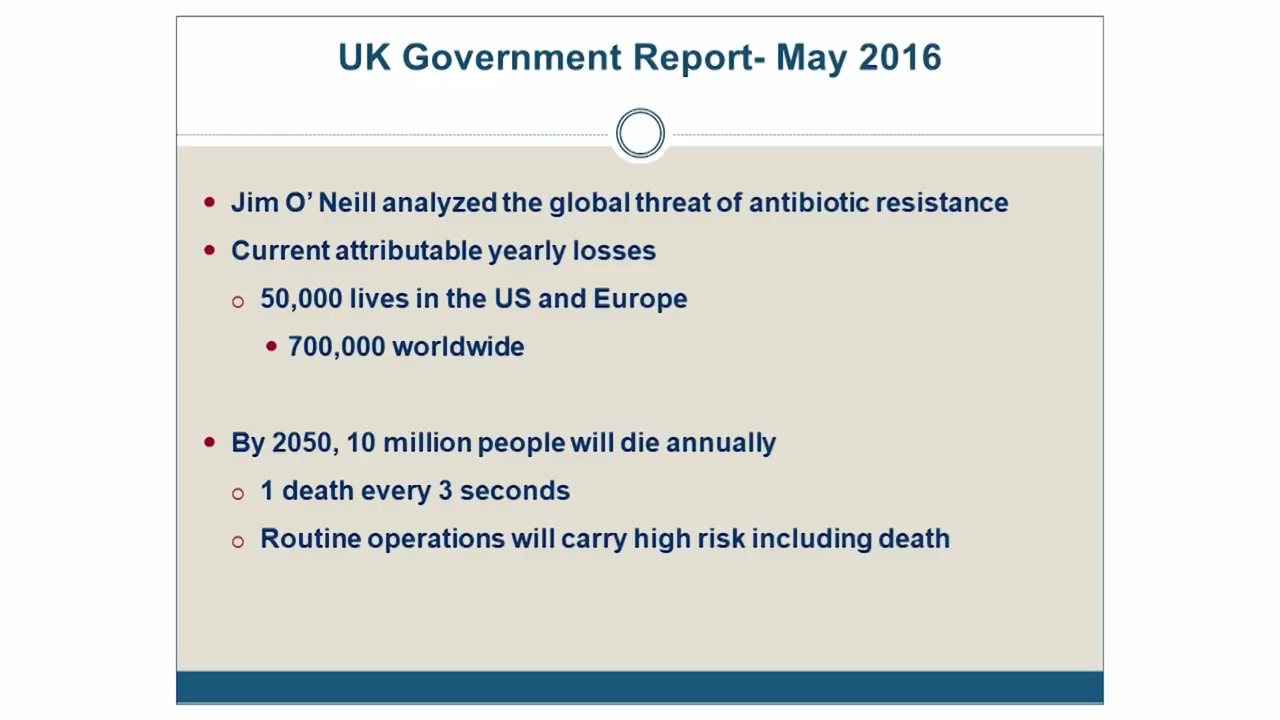 UK Government Report- May 2016
Jim O’ Neill analyzed the global threat of antibiotic resistance
Current attributable yearly losses
50,000 lives in the US and Europe
700,000 worldwide
By 2050, 10 million people will die annually
1 death every 3 seconds
Routine operations will carry high risk including death